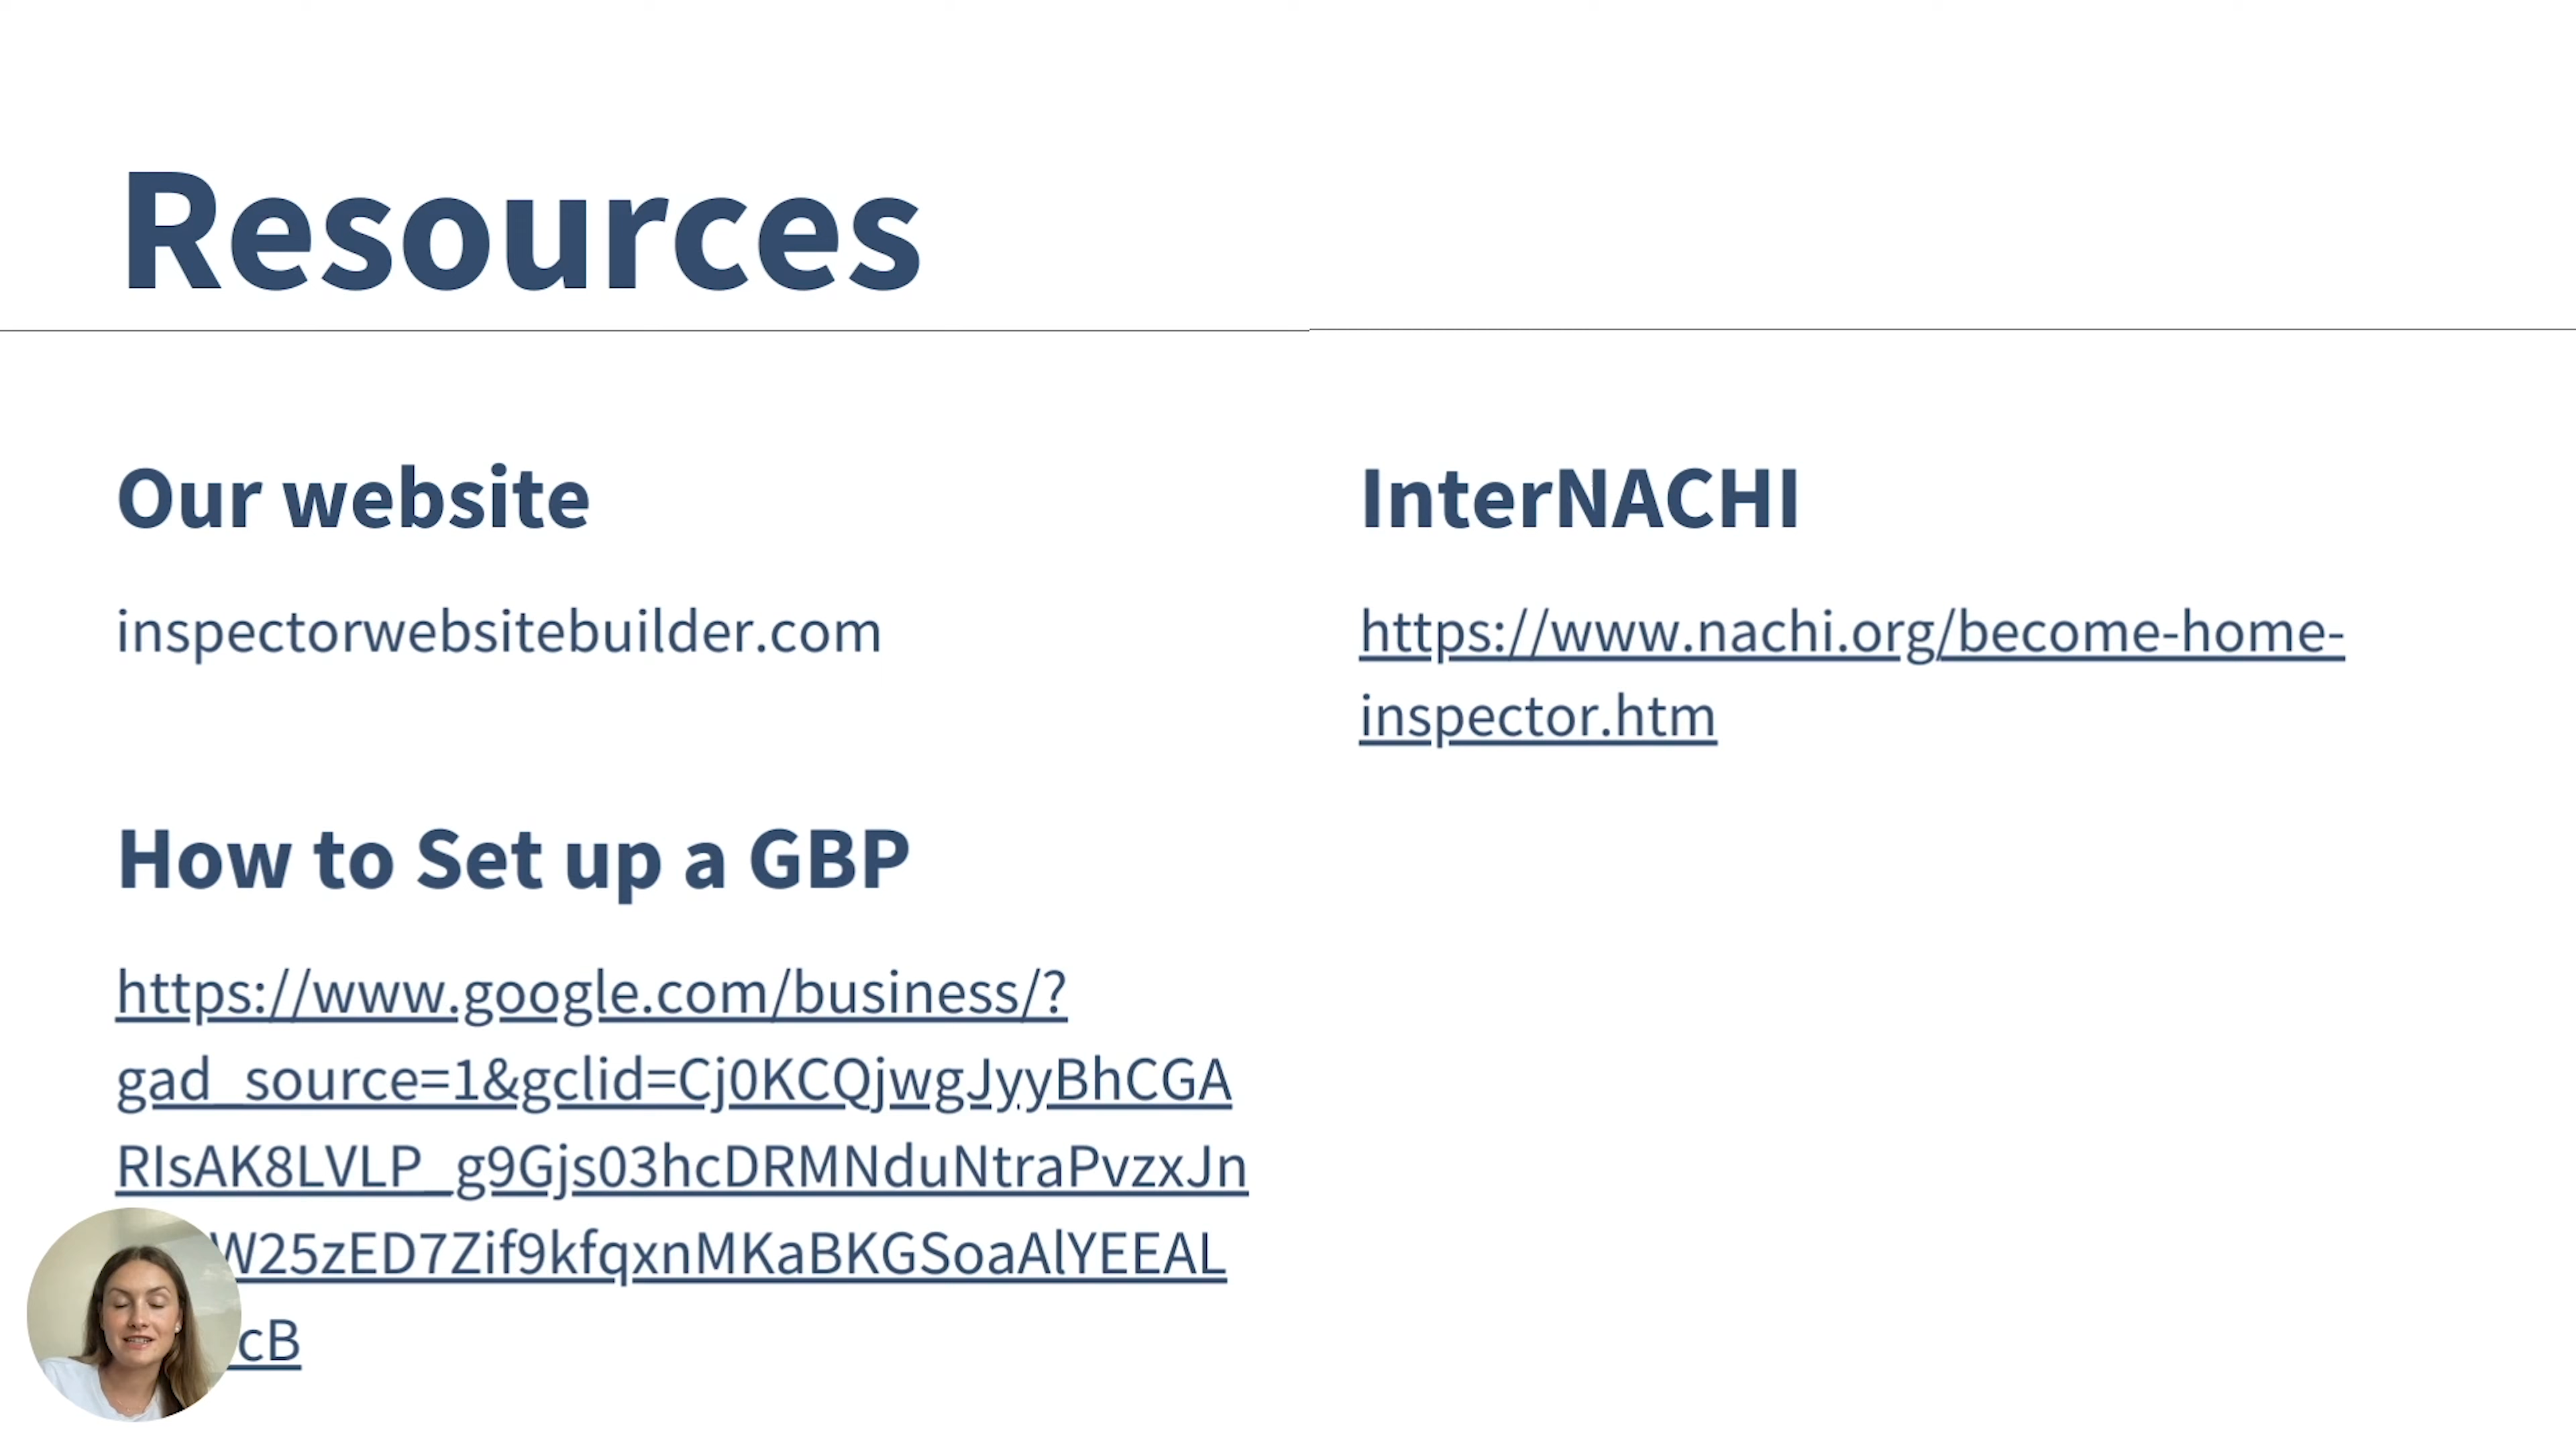 Resources
Our website
inspectorwebsitebuilder.com
How to Set up a GBP
https://www.google.com/business/?
gad_source=1&gclid=Cj0KCQjwgJyyBhCGA
RIsAK8LVLP_g9Gjs03hcDRMNduNtraPvzxJn
W25zED7Zif9kfqxnMKaBKGSoaAlYEEAL
cB
InterNACHI
https://www.nachi.org/become-home-
inspector.htm